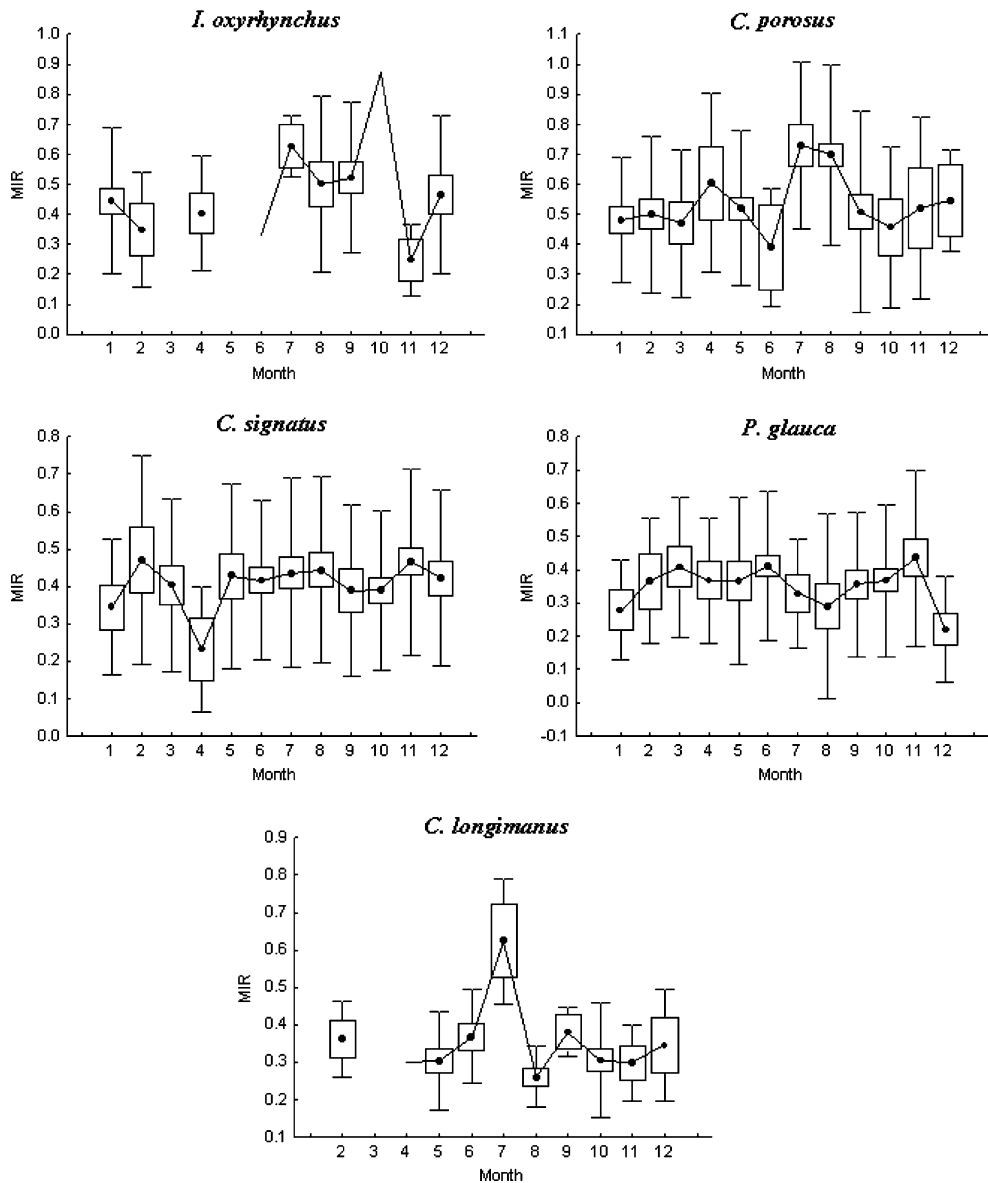 I. oxyrhynchus
1.0
0.9
0.8
0.7
0.6
0.5
0.4
0.3
0.2
0.1
0.0
MIR
1 2 3 4 5 6 7 8 9 10 11 12
Month
C. porosus
1.1
1.0
0.9
0.8
0.7
0.6
0.5
0.4
0.3
0.2
0.1
MIR
1 2 3 4 5 6 7 8 9 10 11 12
Month
C. signatus
0.8
0.7
0.6
0.5
0.4
0.3
0.2
0.1
0.0
MIR
1 2 3 4 5 6 7 8 9 10 11 12
Month
P. glauca
0.8
0.7
0.6
0.5
0.4
0.3
0.2
0.1
0.0
-0.1
MIR
1 2 3 4 5 6 7 8 9 10 11 12
Month
C. longimanus
0.9
0.8
0.7
0.6
0.5
0.4
0.3
0.2
0.1
MIR
2 3 4 5 6 7 8 9 10 11 12
Month